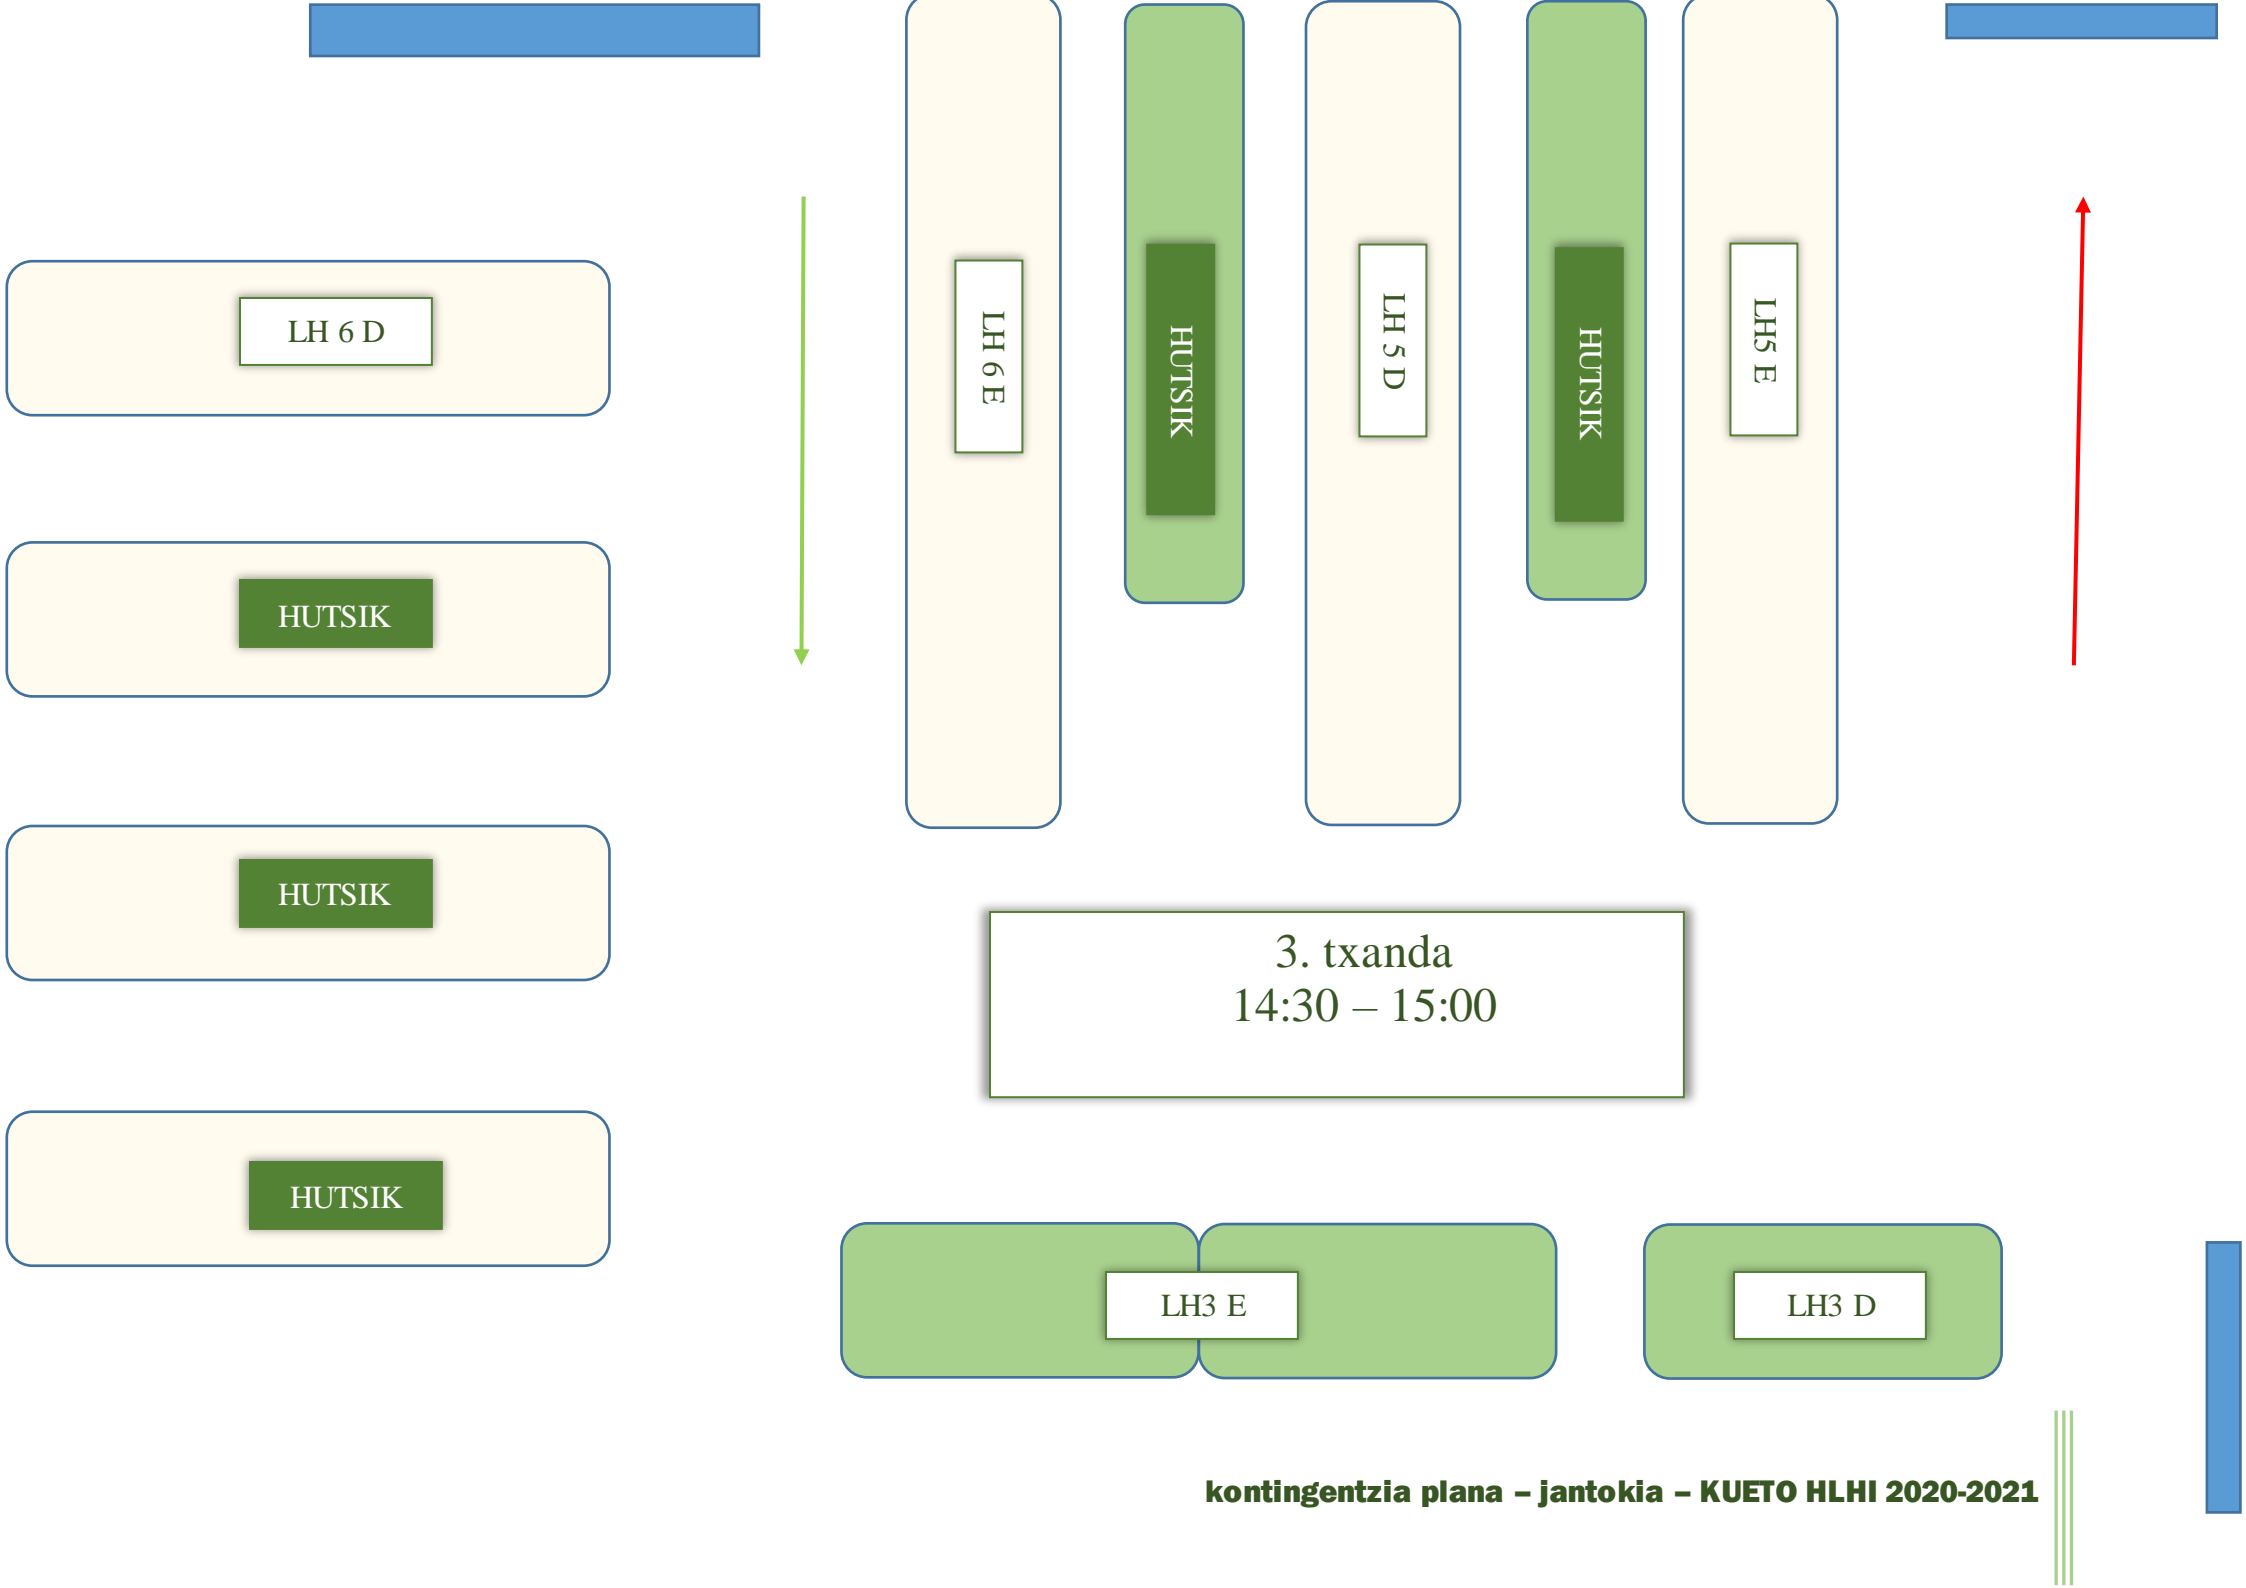 LH 6 D
HUTSIK
HUTSIK
HUTSIK
LH 6 E
HUTSIK
LH 5 D
HUTSIK
LH5 E
3. txanda
14:30 – 15:00
LH3 E
LH3 D
kontingentzia plana – jantokia – KUETO HLHI 2020-2021